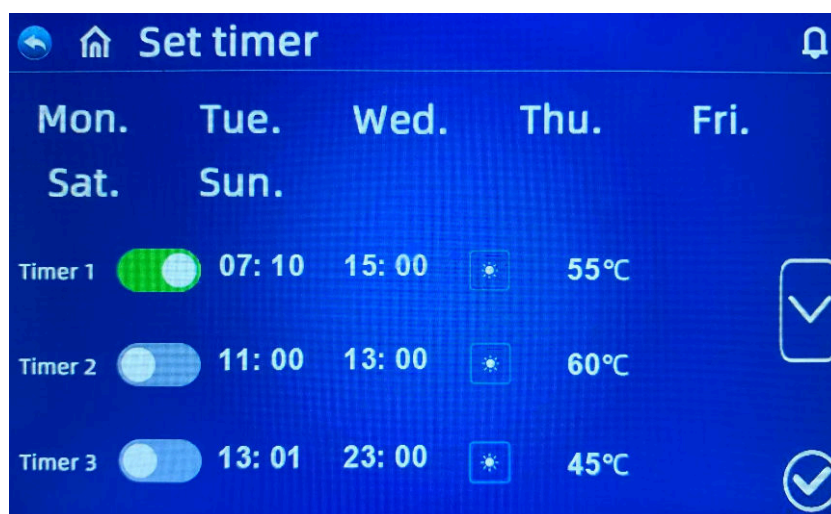 Set timer
Mon. Tue. Wed. Thu. Fri.
Sat. Sun.
Timer 1 07: 10 15: 00 55℃
Timer 2 11: 00 13: 00 60℃
Timer 3 13: 01 23: 00 45℃